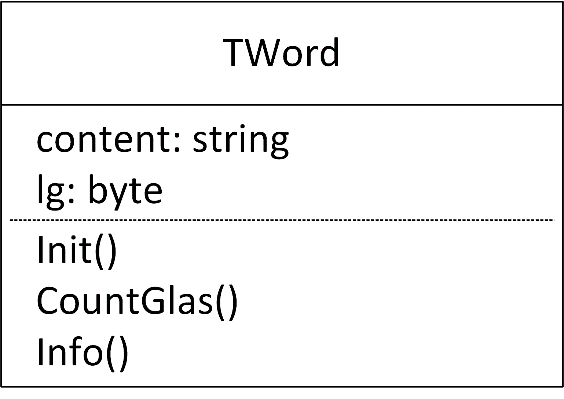 TWord
content: string
lg: byte
Init()
CountGlas()
Info()